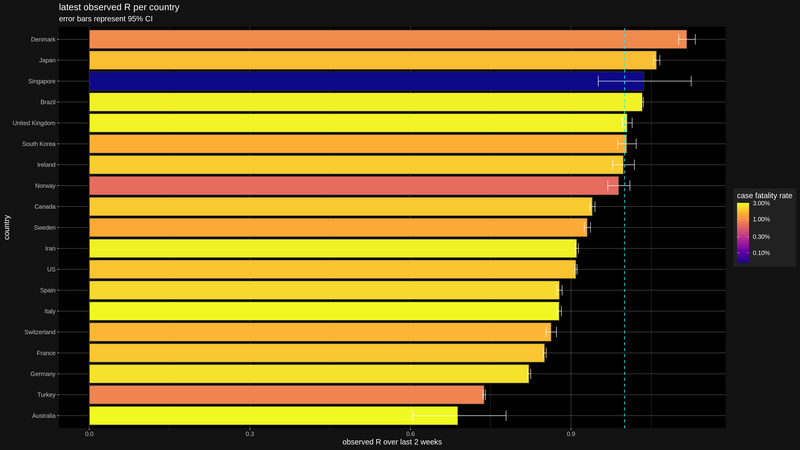 latest observed R per country
error bars represent 95% CI
country
Denmark
Japan
Singapore
Brazil
United Kingdom
South Korea
Ireland
Norway
Canada
Sweden
Iran
US
Spain
Italy
Switzerland
France
Germany
Turkey
Australia
0.0
0.3
0.6
0.9
observed R over last 2 weeks
case fatality rate
3.00%
1.00%
0.30%
0.10%